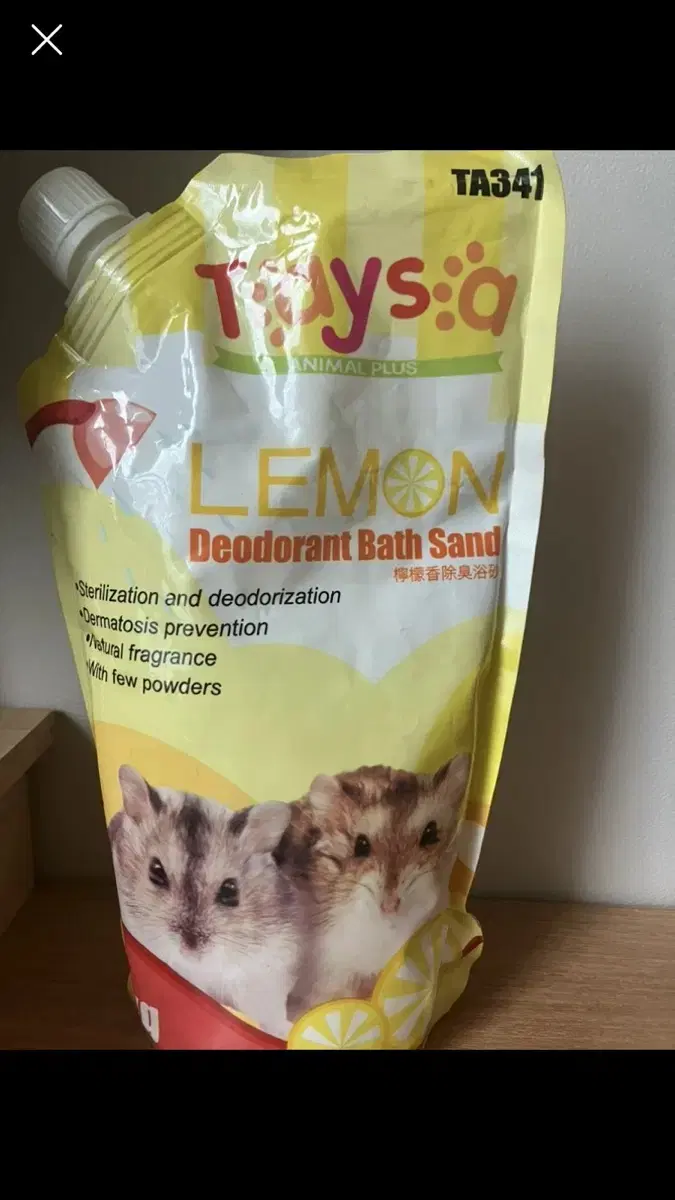 TA341
Taysa
ANIMAL PLUS
LEMON
Deodorant Bath Sand
檸檬香除臭浴砂
•Sterilization and deodorization
•Dermatosis prevention
•Natural fragrance
•With few powders